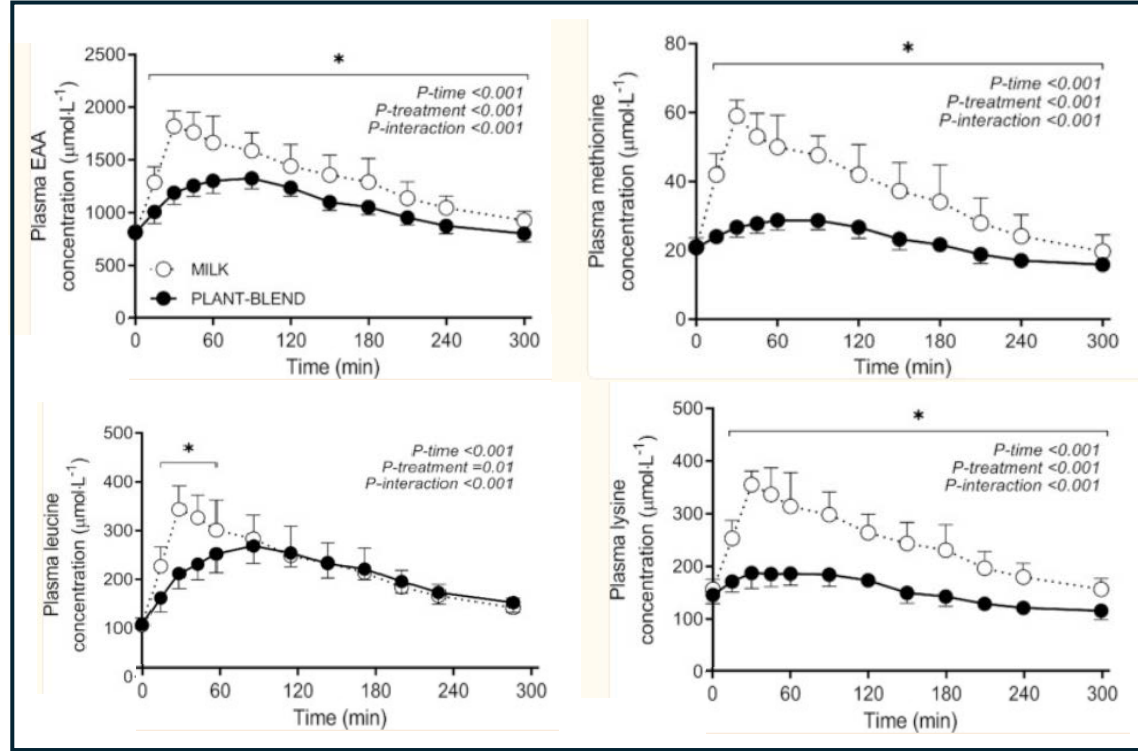 2500
2000
1500
1000
500
0
Plasma EAA
concentration (μmol·L⁻¹)
*
P-time <0.001
P-treatment <0.001
P-interaction <0.001
MILK
PLANT-BLEND
0 60 120 180 240 300
Time (min)
80
60
40
20
0
Plasma methionine
concentration (μmol·L⁻¹)
*
P-time <0.001
P-treatment <0.001
P-interaction <0.001
0 60 120 180 240 300
Time (min)
500
400
300
200
100
0
Plasma leucine
concentration (μmol·L⁻¹)
*
P-time <0.001
P-treatment =0.01
P-interaction <0.001
0 60 120 180 240 300
Time (min)
500
400
300
200
100
0
Plasma lysine
concentration (μmol·L⁻¹)
*
P-time <0.001
P-treatment <0.001
P-interaction <0.001
0 60 120 180 240 300
Time (min)